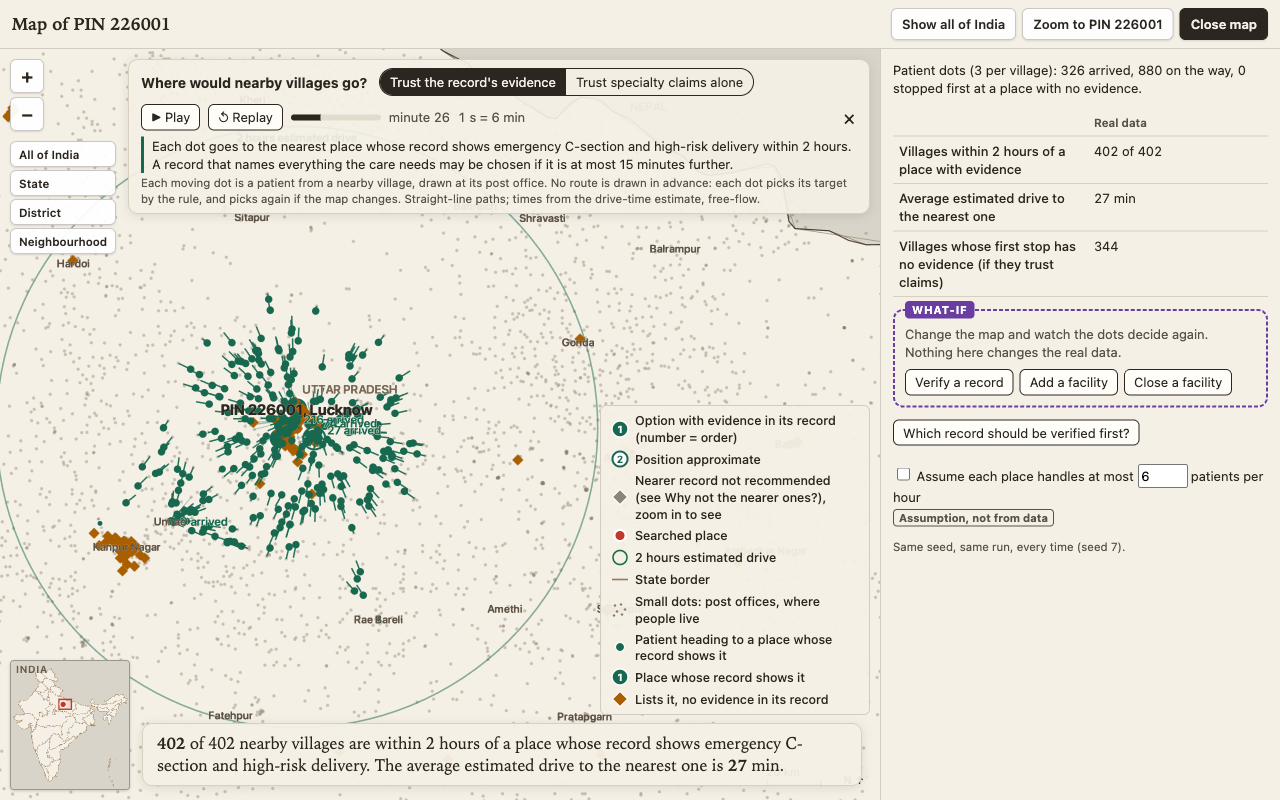 Map of PIN 226001
Show all of India
Zoom to PIN 226001
Close map
+
−
All of India
State
District
Neighbourhood
Where would nearby villages go?
Trust the record's evidence
Trust specialty claims alone
Play
Replay
minute 26 1 s = 6 min
×
Each dot goes to the nearest place whose record shows emergency C-section and high-risk delivery within 2 hours.
A record that names everything the care needs may be chosen if it is at most 15 minutes further.
Each moving dot is a patient from a nearby village, drawn at its post office. No route is drawn in advance: each dot picks its target
by the rule, and picks again if the map changes. Straight-line paths; times from the drive-time estimate, free-flow.
Sitapur
Shravasti
Balrampur
Hardoi
Gonda
UTTAR PRADESH
PIN 226001, Lucknow
27 arrived
arrived
Kanpur Nagar
Rae Bareli
Amethi
Fatehpur
Pratapgarh
INDIA
1 Option with evidence in its record
(number = order)
2 Position approximate
Nearer record not recommended
(see Why not the nearer ones?),
zoom in to see
Searched place
2 hours estimated drive
State border
Small dots: post offices, where
people live
Patient heading to a place whose
record shows it
1 Place whose record shows it
Lists it, no evidence in its record
402 of 402 nearby villages are within 2 hours of a place whose record shows emergency C-
section and high-risk delivery. The average estimated drive to the nearest one is 27 min.
Patient dots (3 per village): 326 arrived, 880 on the way, 0
stopped first at a place with no evidence.
Real data
Villages within 2 hours of a
place with evidence
402 of 402
Average estimated drive to
the nearest one
27 min
Villages whose first stop has
no evidence (if they trust
claims)
344
WHAT-IF
Change the map and watch the dots decide again.
Nothing here changes the real data.
Verify a record
Add a facility
Close a facility
Which record should be verified first?
Assume each place handles at most 6 patients per
hour
Assumption, not from data
Same seed, same run, every time (seed 7).